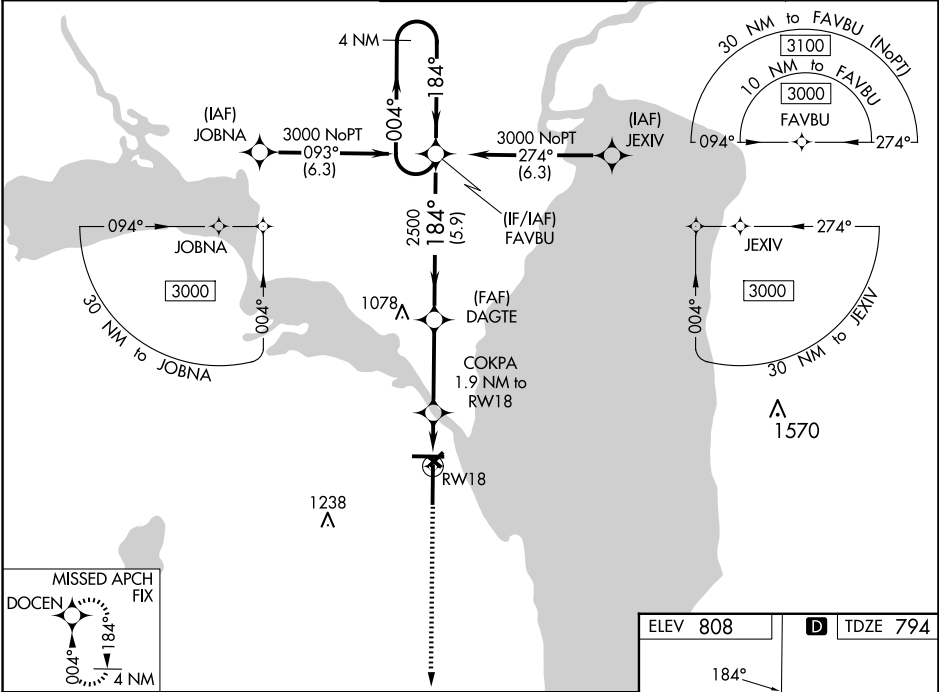 4 NM
184°
004°
(IAF)
JOBNA
3000 NoPT
093°
(6.3)
3000 NoPT
274°
(6.3)
(IAF)
JEXIV
30 NM to FAVBU (NoPT)
3100
10 NM to FAVBU
3000
FAVBU
094°
274°
(IF/IAF)
FAVBU
2500
184°
(5.9)
094°
JOBNA
3000
004°
30 NM to JOBNA
JEXIV
274°
3000
004°
30 NM to JEXIV
1078
(FAF)
DAGTE
COKPA
1.9 NM to
RW18
RW18
1570
1238
MISSED APCH
FIX
DOCEN
184°
004°
4 NM
ELEV 808
D
TDZE 794
184°